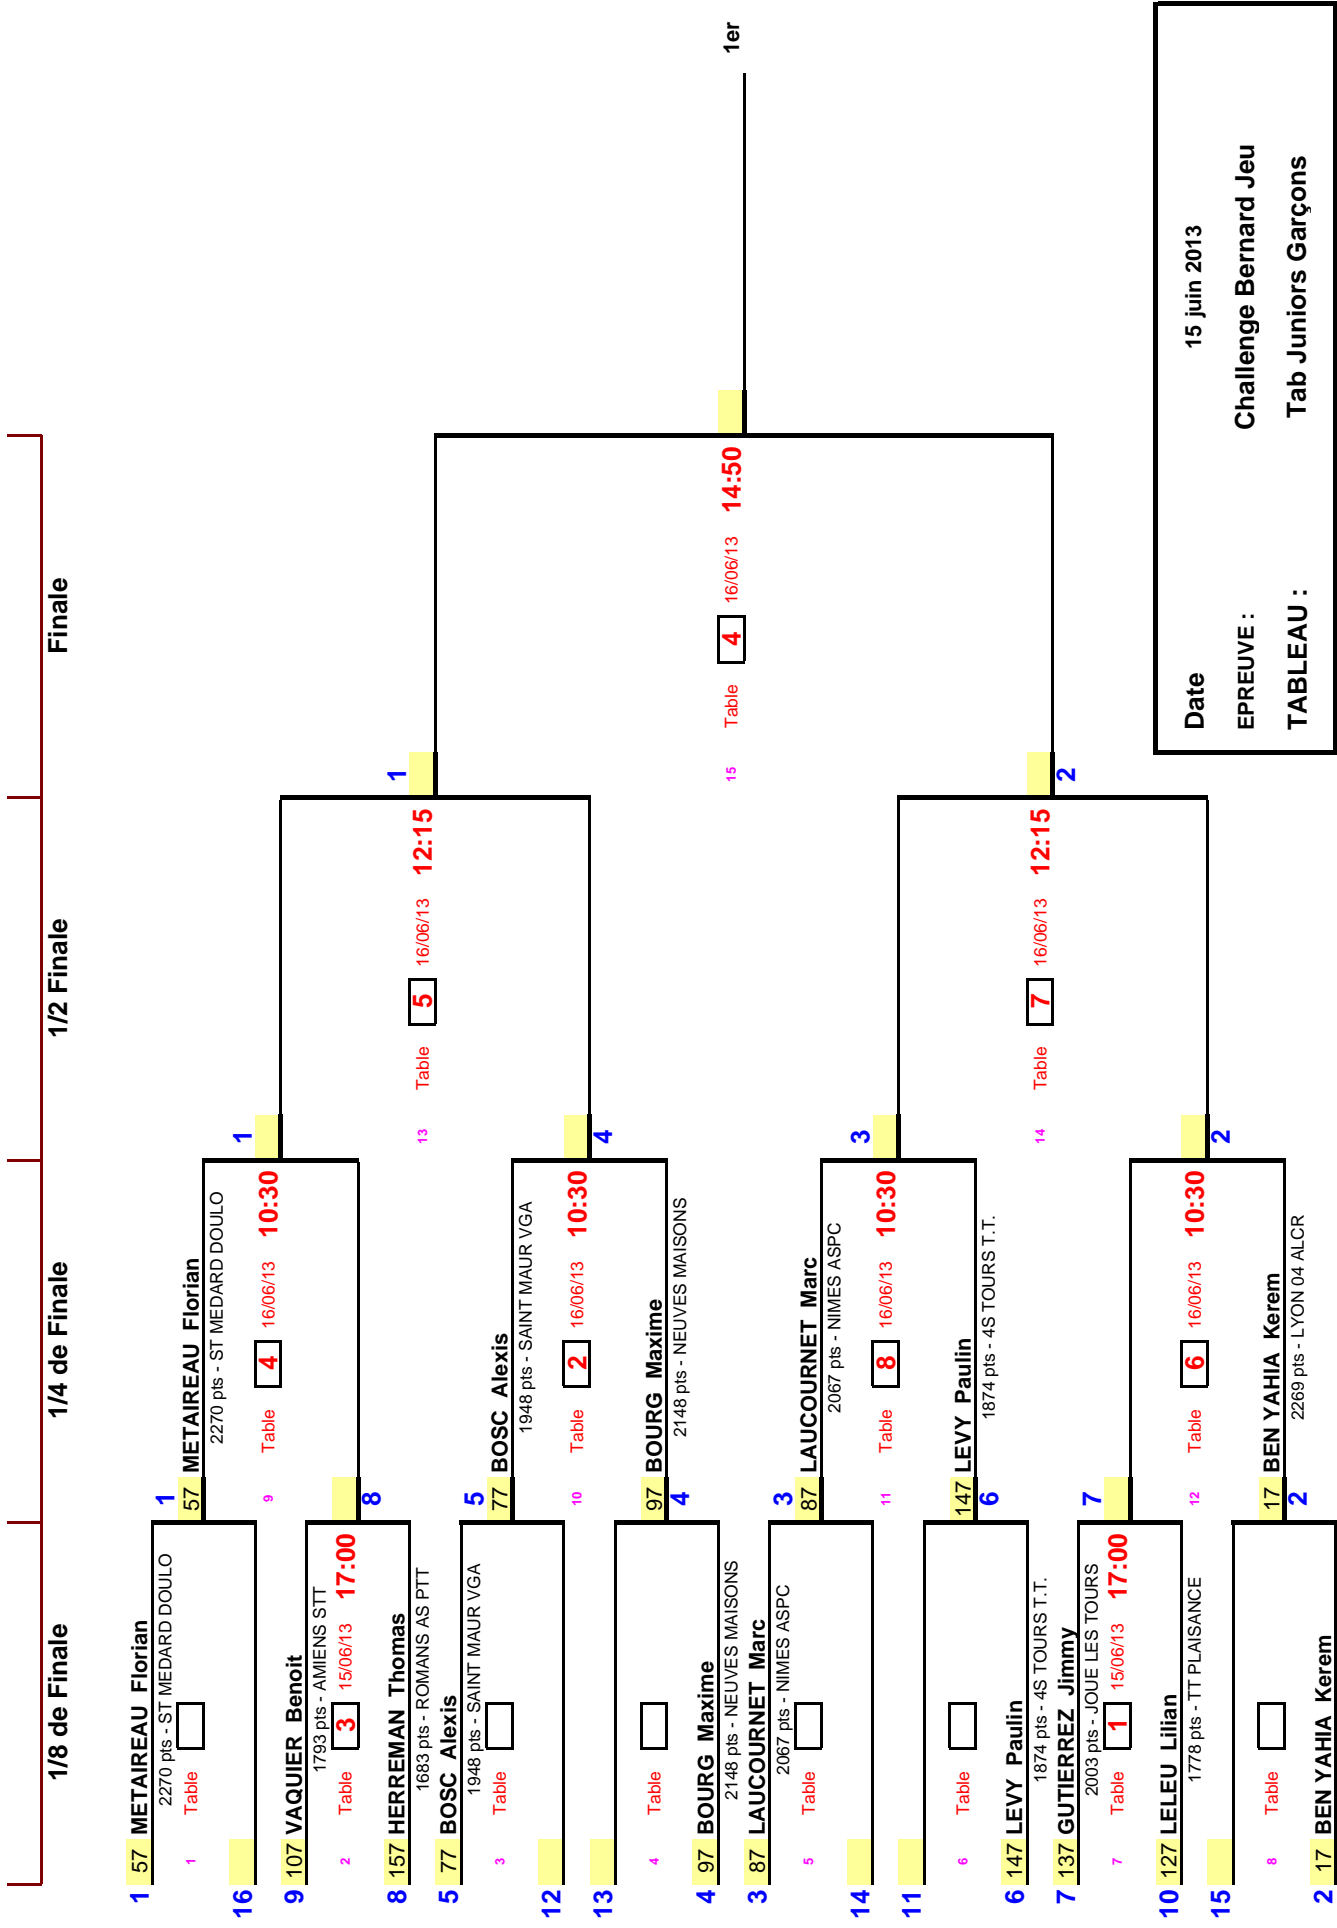 1/8 de Finale
1/4 de Finale
1/2 Finale
Finale
1 57 METAIREAU Florian
2270 pts - ST MEDARD DOULO
1 Table
16
9 107 VAQUIER Benoit
1793 pts - AMIENS STT
2 Table 3 15/06/13 17:00
8 157 HERREMAN Thomas
1683 pts - ROMANS AS PTT
5 77 BOSC Alexis
1948 pts - SAINT MAUR VGA
3 Table
12
13
4 Table
4 97 BOURG Maxime
2148 pts - NEUVES MAISONS
3 87 LAUCOURNET Marc
2067 pts - NIMES ASPC
5 Table
14
11
6 Table
6 147 LEVY Paulin
1874 pts - 4S TOURS T.T.
7 137 GUTIERREZ Jimmy
2003 pts - JOUE LES TOURS
7 Table 1 15/06/13 17:00
10 127 LELEU Lilian
1778 pts - TT PLAISANCE
15
8 Table
2 17 BEN YAHIA Kerem
1
57 METAIREAU Florian
2270 pts - ST MEDARD DOULO
9 Table 4 16/06/13 10:30
8
5
77 BOSC Alexis
1948 pts - SAINT MAUR VGA
10 Table 2 16/06/13 10:30
97 BOURG Maxime
4
2148 pts - NEUVES MAISONS
3
87 LAUCOURNET Marc
2067 pts - NIMES ASPC
11 Table 8 16/06/13 10:30
147 LEVY Paulin
6
1874 pts - 4S TOURS T.T.
7
12 Table 6 16/06/13 10:30
17 BEN YAHIA Kerem
2
2269 pts - LYON 04 ALCR
1
13 Table 5 16/06/13 12:15
4
3
14 Table 7 16/06/13 12:15
2
1
15 Table 4 16/06/13 14:50
2
1er
Date 15 juin 2013
EPREUVE : Challenge Bernard Jeu
TABLEAU : Tab Juniors Garçons